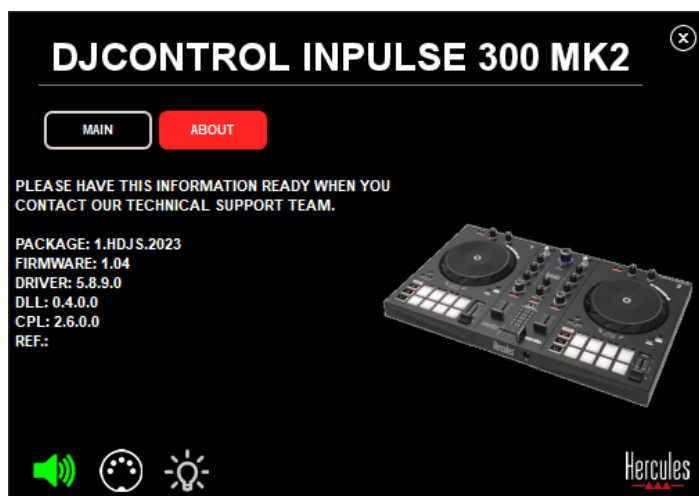 DJCONTROL INPULSE 300 MK2
MAIN
ABOUT
PLEASE HAVE THIS INFORMATION READY WHEN YOU
CONTACT OUR TECHNICAL SUPPORT TEAM.
PACKAGE: 1.HDJS.2023
FIRMWARE: 1.04
DRIVER: 5.8.9.0
DLL: 0.4.0.0
CPL: 2.6.0.0
REF.:
Hercules
Hercules